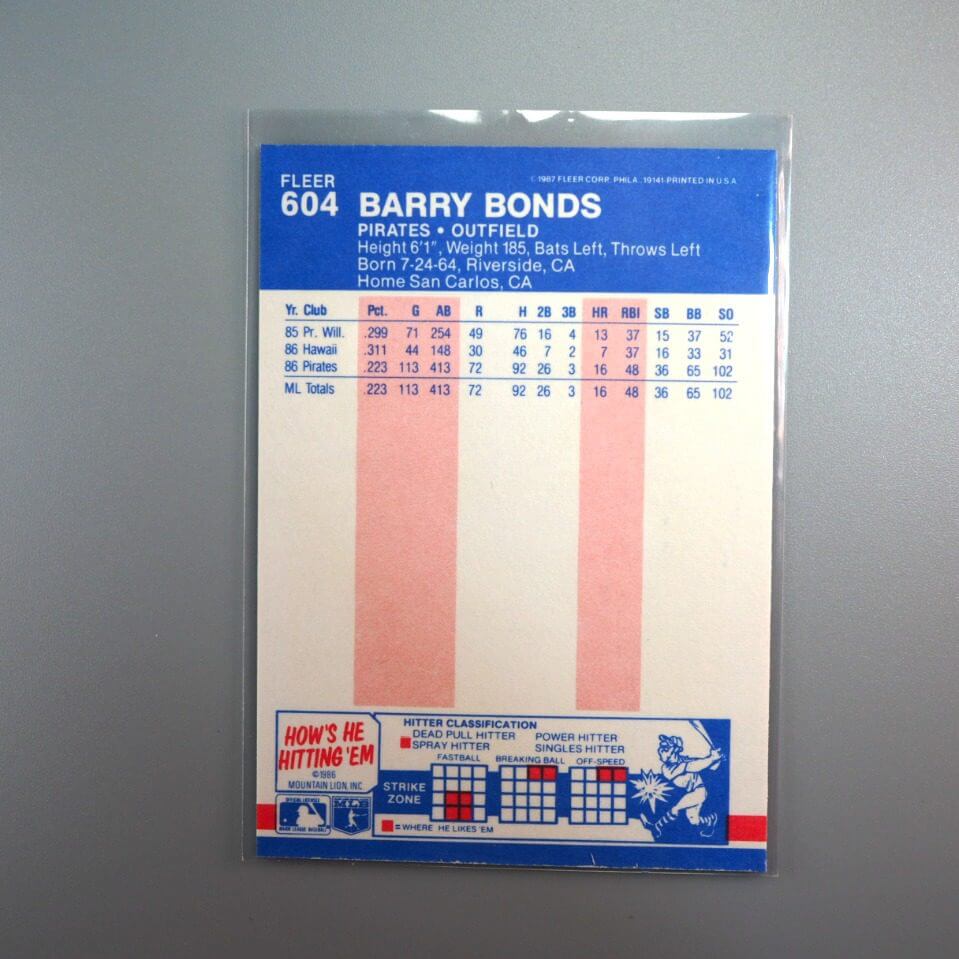 FLEER
604
© 1987 FLEER CORP. PHILA., 19141-PRINTED IN U.S.A.
BARRY BONDS
PIRATES • OUTFIELD
Height 6'1", Weight 185, Bats Left, Throws Left
Born 7-24-64, Riverside, CA
Home San Carlos, CA
Yr. Club Pct. G AB R H 2B 3B HR RBI SB BB SO
85 Pr. Will. .299 71 254 49 76 16 4 13 37 15 37 52
86 Hawaii .311 44 148 30 46 7 2 7 37 16 33 31
86 Pirates .223 113 413 72 92 26 3 16 48 36 65 102
ML Totals .223 113 413 72 92 26 3 16 48 36 65 102
HOW'S HE
HITTING 'EM
©1986
MOUNTAIN LION, INC
HITTER CLASSIFICATION
DEAD PULL HITTER POWER HITTER
SPRAY HITTER SINGLES HITTER
FASTBALL BREAKING BALL OFF-SPEED
STRIKE
ZONE
= WHERE HE LIKES 'EM
OFFICIAL LICENSEE
MAJOR LEAGUE BASEBALL
MLB